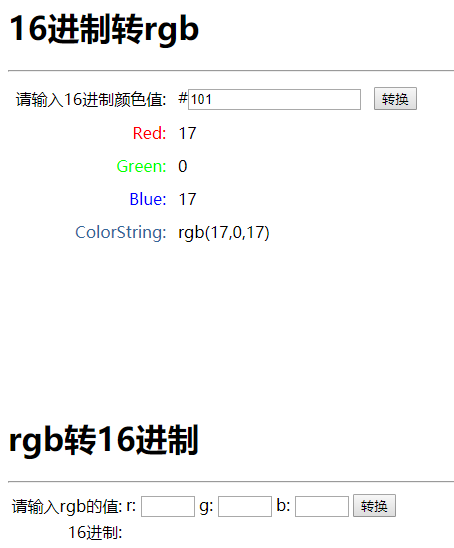 16进制转rgb
请输入16进制颜色值: #101 转换
Red: 17
Green: 0
Blue: 17
ColorString: rgb(17,0,17)
rgb转16进制
请输入rgb的值: r: g: b: 转换
16进制: